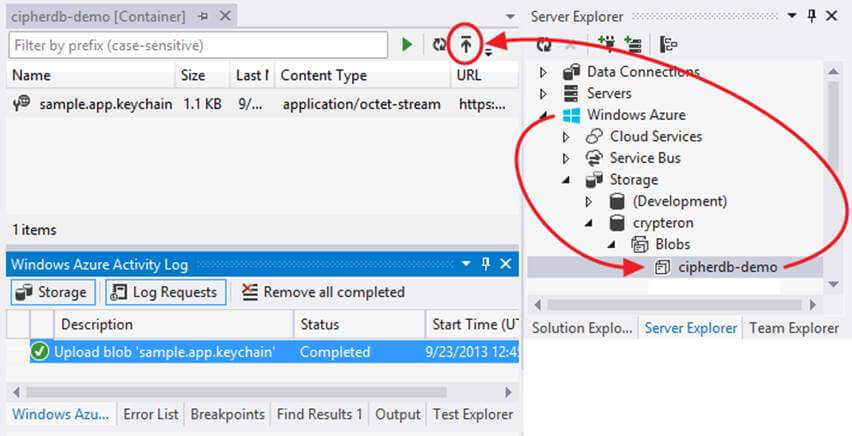 cipherdb-demo [Container]
Filter by prefix (case-sensitive)
Name Size Last M Content Type URL
sample.app.keychain 1.1 KB 9/... application/octet-stream https:...
1 items
Windows Azure Activity Log
Storage Log Requests Remove all completed
Description Status Start Time (UT
Upload blob 'sample.app.keychain' Completed 9/23/2013 12:45
Windows Azu... Error List Breakpoints Find Results 1 Output Test Explorer
Server Explorer
Data Connections
Servers
Windows Azure
Cloud Services
Service Bus
Storage
(Development)
crypteron
Blobs
cipherdb-demo
Solution Explo... Server Explorer Team Explorer